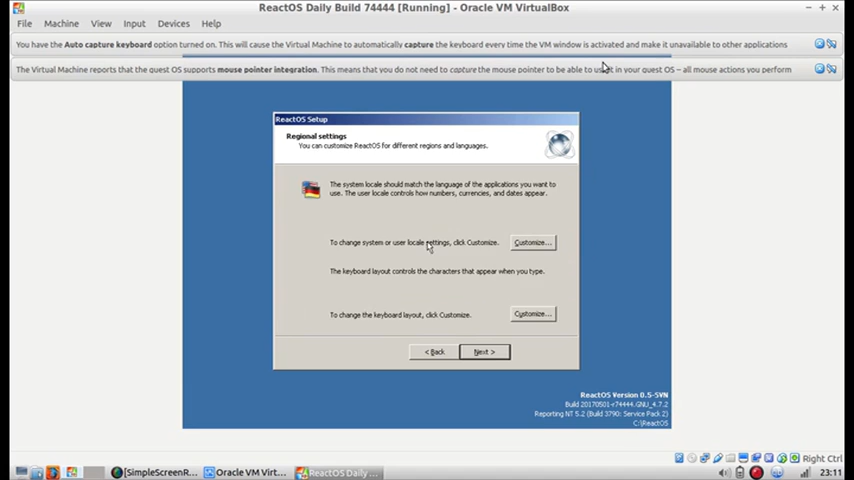 ReactOS Daily Build 74444 [Running] - Oracle VM VirtualBox
File Machine View Input Devices Help
You have the Auto capture keyboard option turned on. This will cause the Virtual Machine to automatically capture the keyboard every time the VM window is activated and make it unavailable to other applications
The Virtual Machine reports that the guest OS supports mouse pointer integration. This means that you do not need to capture the mouse pointer to be able to use it in your guest OS – all mouse actions you perform
ReactOS Setup
Regional settings
You can customize ReactOS for different regions and languages.
The system locale should match the language of the applications you want to
use. The user locale controls how numbers, currencies, and dates appear.
To change system or user locale settings, click Customize.
Customize...
The keyboard layout controls the characters that appear when you type.
To change the keyboard layout, click Customize.
Customize...
< Back
Next >
ReactOS Version 0.5-SVN
Build 20170501-r74444.GNU_4.7.2
Reporting NT 5.2 (Build 3790: Service Pack 2)
C:\ReactOS
Right Ctrl
[SimpleScreenR...
Oracle VM Virt...
ReactOS Daily ...
23:11